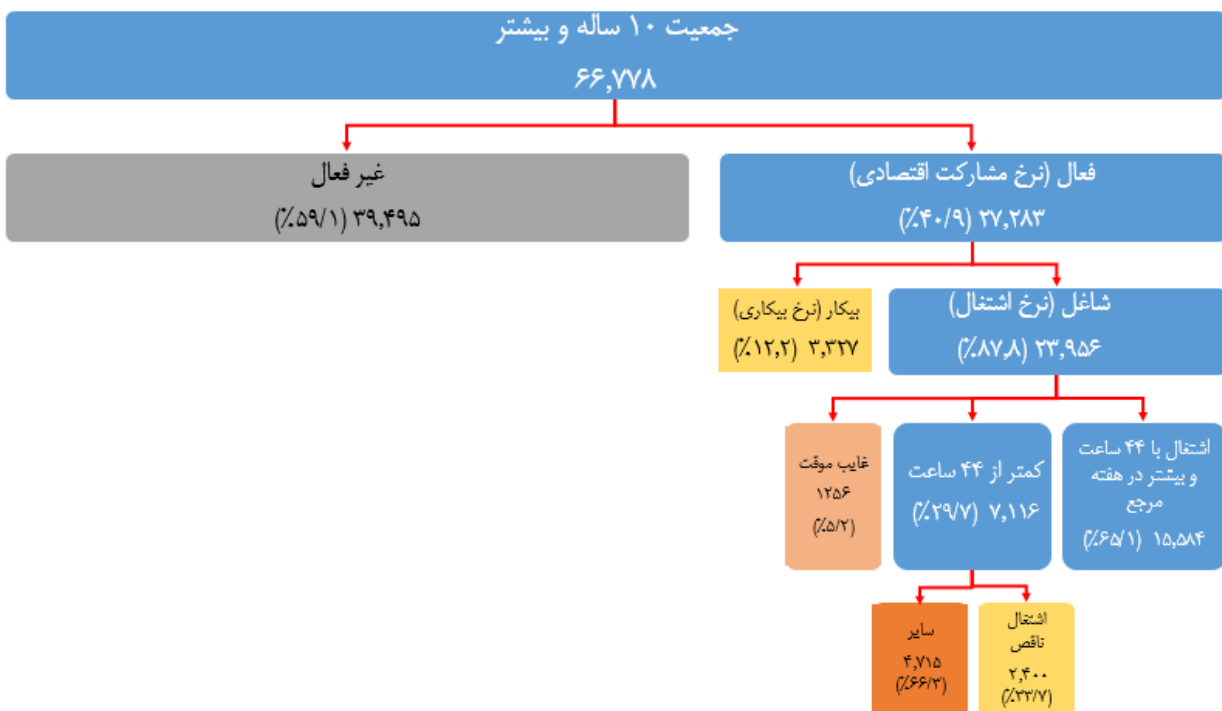 جمعیت ۱۰ ساله و بیشتر
۶۶,۷۷۸
فعال (نرخ مشارکت اقتصادی)
۲۷,۲۸۳ (٪۴۰/۹)
غیر فعال
۳۹,۴۹۵ (٪۵۹/۱)
شاغل (نرخ اشتغال)
۲۳,۹۵۶ (٪۸۷,۸)
بیکار (نرخ بیکاری)
۳,۳۲۷ (٪۱۲,۲)
اشتغال با ۴۴ ساعت
و بیشتر در هفته
مرجع
۱۵,۵۸۴ (٪۶۵/۱)
کمتر از ۴۴ ساعت
۷,۱۱۶ (٪۲۹/۷)
غایب موقت
۱۲۵۶
(٪۵/۲)
اشتغال
ناقص
۲,۴۰۰
(٪۳۳/۷)
سایر
۴,۷۱۵
(٪۶۶/۳)